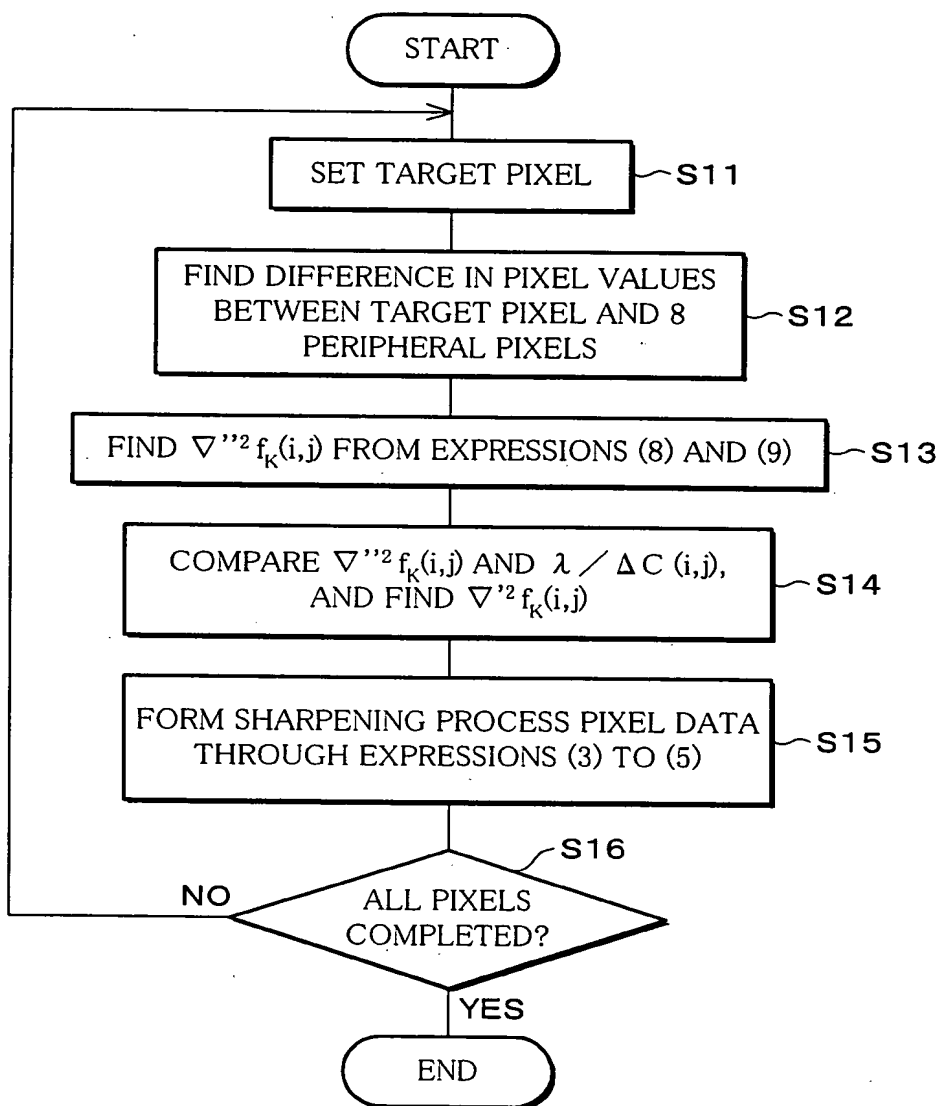 START
SET TARGET PIXEL
S11
FIND DIFFERENCE IN PIXEL VALUES
BETWEEN TARGET PIXEL AND 8
PERIPHERAL PIXELS
S12
FIND ∇''² f_K(i,j) FROM EXPRESSIONS (8) AND (9)
S13
COMPARE ∇''² f_K(i,j) AND λ / ΔC (i,j),
AND FIND ∇'² f_K(i,j)
S14
FORM SHARPENING PROCESS PIXEL DATA
THROUGH EXPRESSIONS (3) TO (5)
S15
S16
NO
ALL PIXELS
COMPLETED?
YES
END